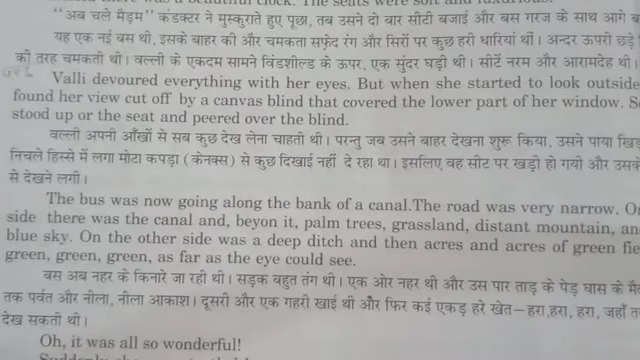 beautiful clock. The seats were soft and luxurious.
"अब चले मैडम" कंडक्टर ने मुस्कुराते हुए पूछा, तब उसने दो बार सीटी बजाई और बस गरज के साथ आगे
यह एक नई बस थी, इसके बाहर की और चमकता सफ़ेद रंग और सिरों पर कुछ हरी धारियां थीं। अन्दर ऊपरी छड़ें
की तरह चमकती थी। वल्ली के एकदम सामने विंडशील्ड के ऊपर, एक सुंदर घड़ी थी। सीटें नरम और आरामदेह थी।
Valli devoured everything with her eyes. But when she started to look outside
found her view cut off by a canvas blind that covered the lower part of her window. S
stood up or the seat and peered over the blind.
वल्ली अपनी आँखों से सब कुछ देख लेना चाहती थी। परन्तु जब उसने बाहर देखना शुरू किया, उसने पाया
निचले हिस्से में लगा मोटा कपड़ा (केनक्स) से कुछ दिखाई नहीं दे रहा था। इसलिए वह सीट पर खड़ी हो गयी और
से देखने लगी।
The bus was now going along the bank of a canal.The road was very narrow. O
side there was the canal and, beyon it, palm trees, grassland, distant mountain, an
blue sky. On the other side was a deep ditch and then acres and acres of green fie
green, green, green, as far as the eye could see.
बस अब नहर के किनारे जा रही थी। सड़क बहुत तंग थी। एक ओर नहर थी और उस पार ताड़ के पेड़ घास के
तक पर्वत और नीला, नीला आकाश। दूसरी और एक गहरी खाई थी और फिर कई एकड़ हरे खेत–हरा,हरा, हरा, जहाँ
देख सकती थी।
Oh, it was all so wonderful!